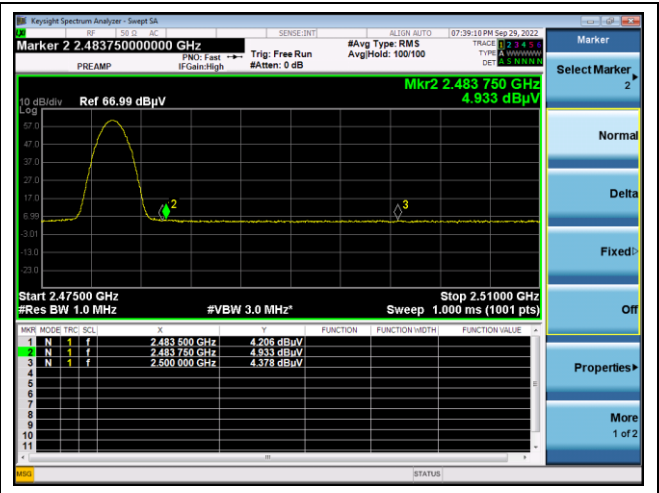 Keysight Spectrum Analyzer - Swept SA
RF 50 Ω AC SENSE:INT ALIGN AUTO 07:39:10 PM Sep 29, 2022
Marker 2 2.483750000000 GHz
PREAMP
PNO: Fast
IFGain:High
Trig: Free Run
#Atten: 0 dB
#Avg Type: RMS
Avg|Hold: 100/100
TRACE 1 2 3 4 5 6
TYPE A WWWWW
DET A S N N N N
Mkr2 2.483 750 GHz
4.933 dBµV
10 dB/div Ref 66.99 dBµV
Log
57.0
47.0
37.0
27.0
17.0
6.99
-3.01
-13.0
-23.0
2
3
Start 2.47500 GHz Stop 2.51000 GHz
#Res BW 1.0 MHz #VBW 3.0 MHz* Sweep 1.000 ms (1001 pts)
MKR MODE TRC SCL X Y FUNCTION FUNCTION WIDTH FUNCTION VALUE
1 N 1 f 2.483 500 GHz 4.206 dBµV
2 N 1 f 2.483 750 GHz 4.933 dBµV
3 N 1 f 2.500 000 GHz 4.378 dBµV
4
5
6
7
8
9
10
11
MSG STATUS
Marker
Select Marker
2
Normal
Delta
Fixed
Off
Properties
More
1 of 2